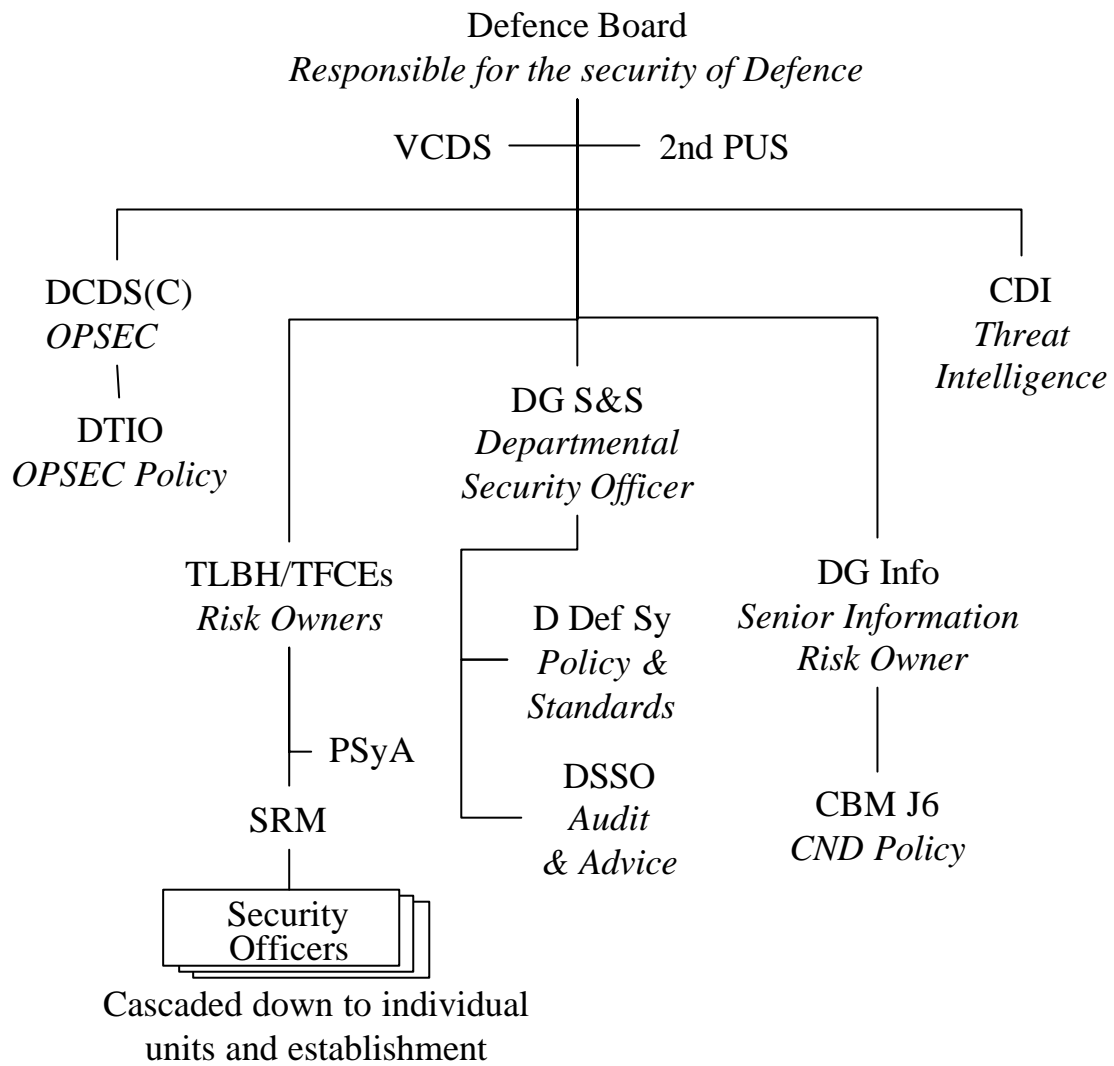 Defence Board
Responsible for the security of Defence
VCDS
2nd PUS
DCDS(C)
OPSEC
DTIO
OPSEC Policy
CDI
Threat
Intelligence
DG S&S
Departmental
Security Officer
TLBH/TFCEs
Risk Owners
D Def Sy
Policy &
Standards
DG Info
Senior Information
Risk Owner
PSyA
SRM
DSSO
Audit
& Advice
CBM J6
CND Policy
Security
Officers
Cascaded down to individual
units and establishment